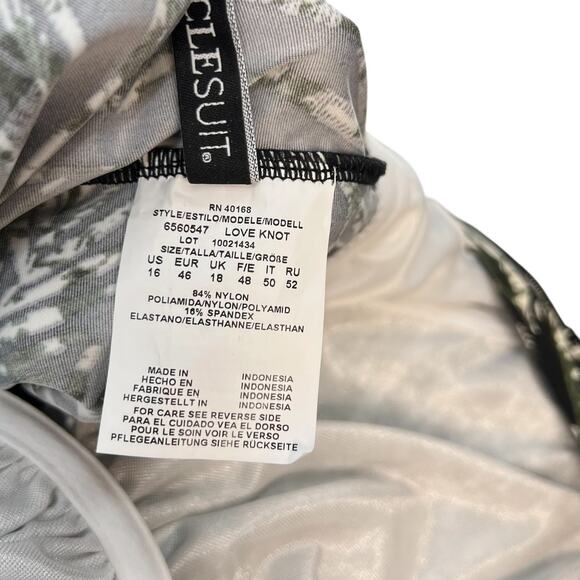 CLESUIT®
RN 40168
STYLE/ESTILO/MODELE/MODELL
6560547 LOVE KNOT
LOT 10021434
SIZE/TALLA/TAILLE/GRÖßE
US EUR UK F/E IT RU
16 46 18 48 50 52
84% NYLON
POLIAMIDA/NYLON/POLYAMID
16% SPANDEX
ELASTANO/ELASTHANNE/ELASTHAN
MADE IN INDONESIA
HECHO EN INDONESIA
FABRIQUE EN INDONESIA
HERGESTELLT IN INDONESIA
FOR CARE SEE REVERSE SIDE
PARA EL CUIDADO VEA EL DORSO
POUR LE SOIN VOIR LE VERSO
PFLEGEANLEITUNG SIEHE RÜCKSEITE